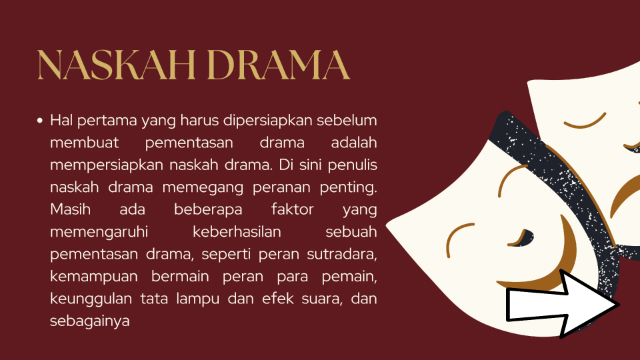 NASKAH DRAMA
• Hal pertama yang harus dipersiapkan sebelum
membuat pementasan drama adalah
mempersiapkan naskah drama. Di sini penulis
naskah drama memegang peranan penting.
Masih ada beberapa faktor yang
memengaruhi keberhasilan sebuah
pementasan drama, seperti peran sutradara,
kemampuan bermain peran para pemain,
keunggulan tata lampu dan efek suara, dan
sebagainya